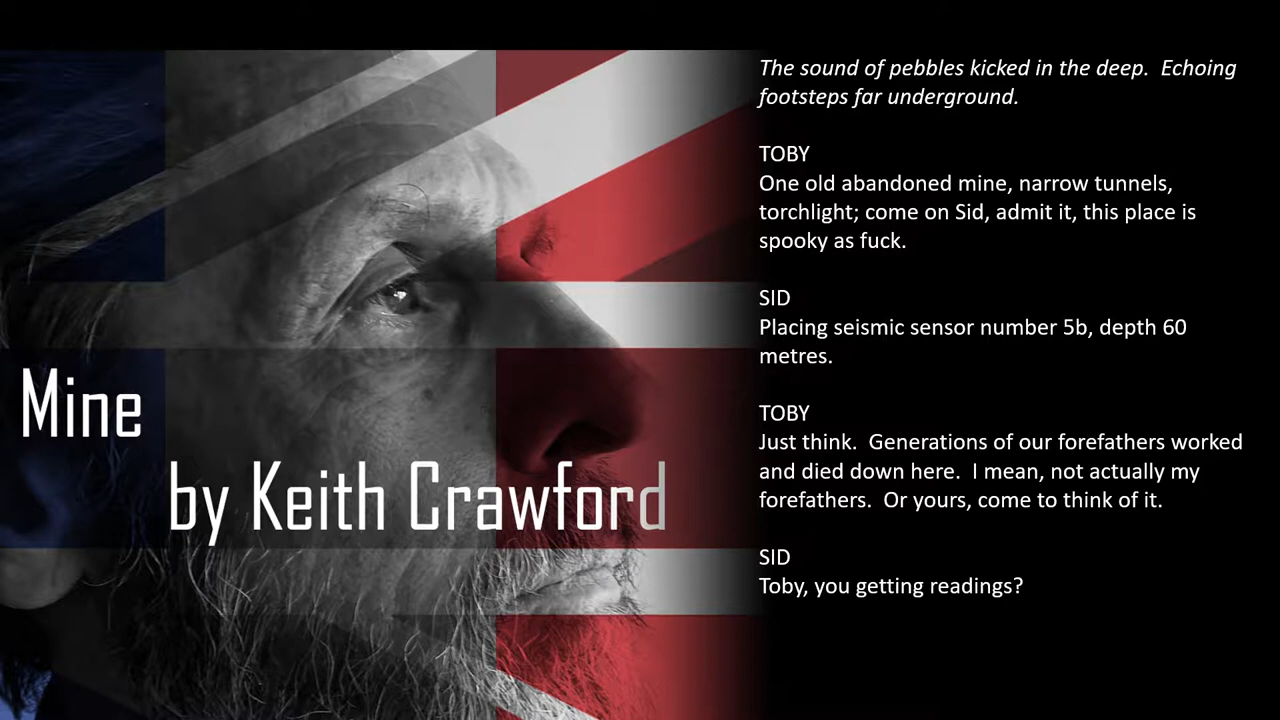 Mine
by Keith Crawford
The sound of pebbles kicked in the deep.  Echoing
footsteps far underground.
TOBY
One old abandoned mine, narrow tunnels,
torchlight; come on Sid, admit it, this place is
spooky as fuck.
SID
Placing seismic sensor number 5b, depth 60
metres.
TOBY
Just think.  Generations of our forefathers worked
and died down here.  I mean, not actually my
forefathers.  Or yours, come to think of it.
SID
Toby, you getting readings?